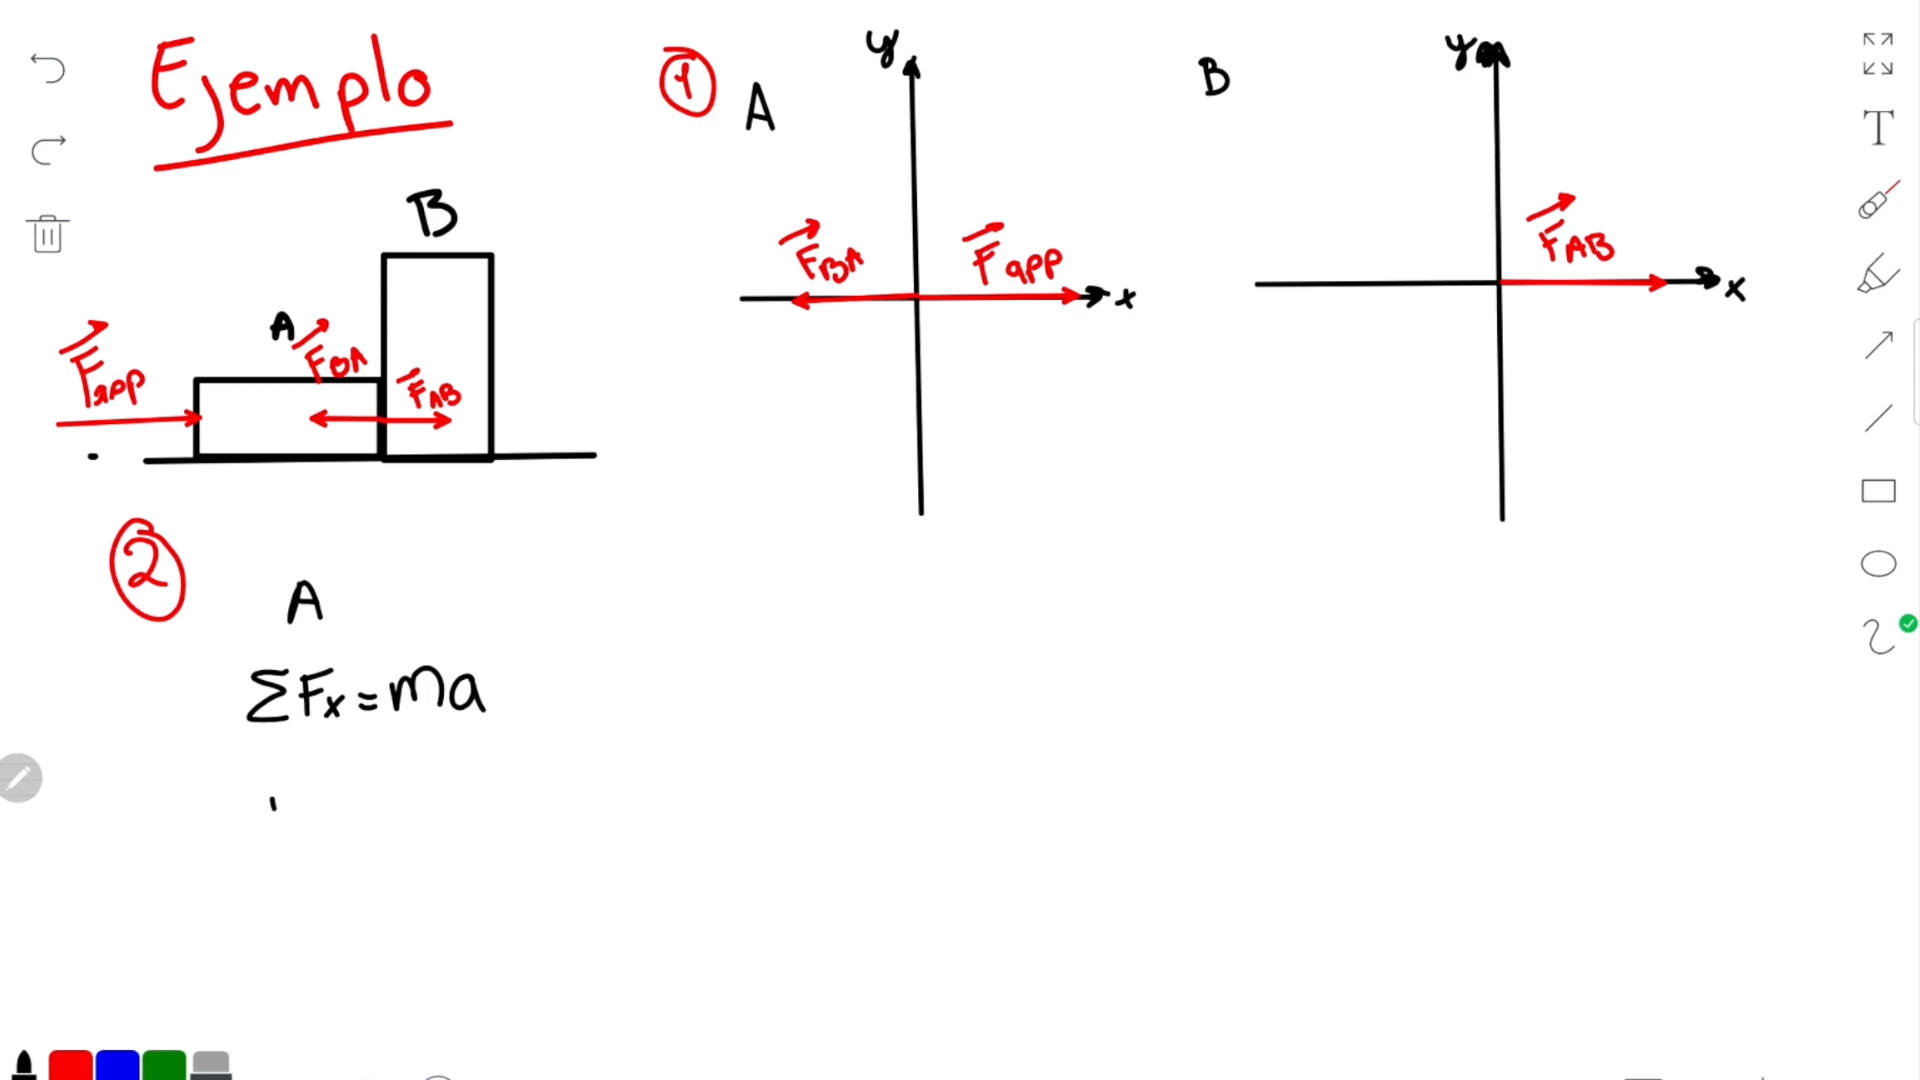 Ejemplo
B
A
F app
F BA
F AB
1
A
y
F BA
F app
x
B
y
F AB
x
2
A
ΣFx = ma
T